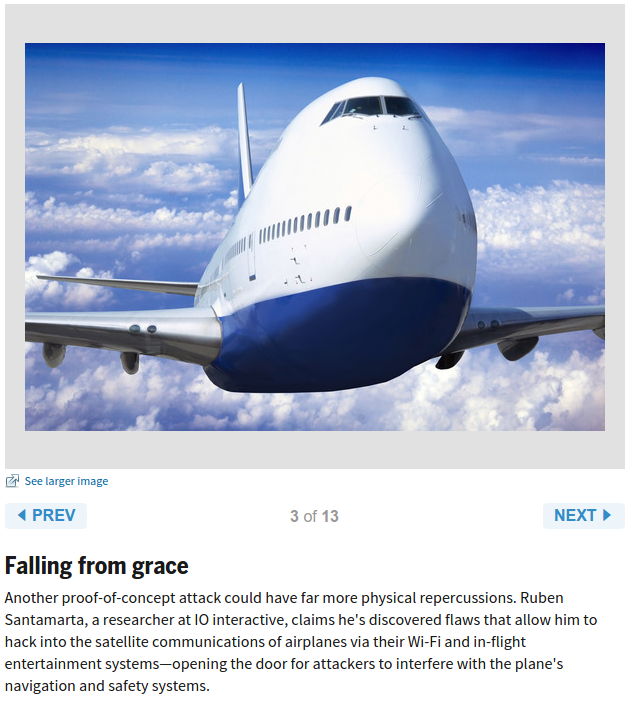 See larger image
PREV
3 of 13
NEXT
Falling from grace
Another proof-of-concept attack could have far more physical repercussions. Ruben
Santamarta, a researcher at IO interactive, claims he's discovered flaws that allow him to
hack into the satellite communications of airplanes via their Wi-Fi and in-flight
entertainment systems—opening the door for attackers to interfere with the plane's
navigation and safety systems.